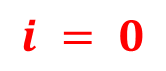 i = 0